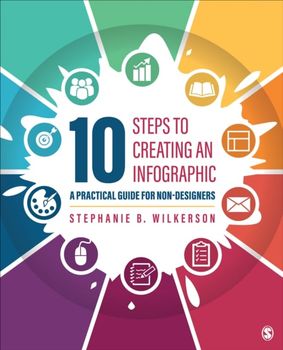 10
STEPS TO
CREATING AN
INFOGRAPHIC
A PRACTICAL GUIDE FOR NON-DESIGNERS
STEPHANIE B. WILKERSON
S